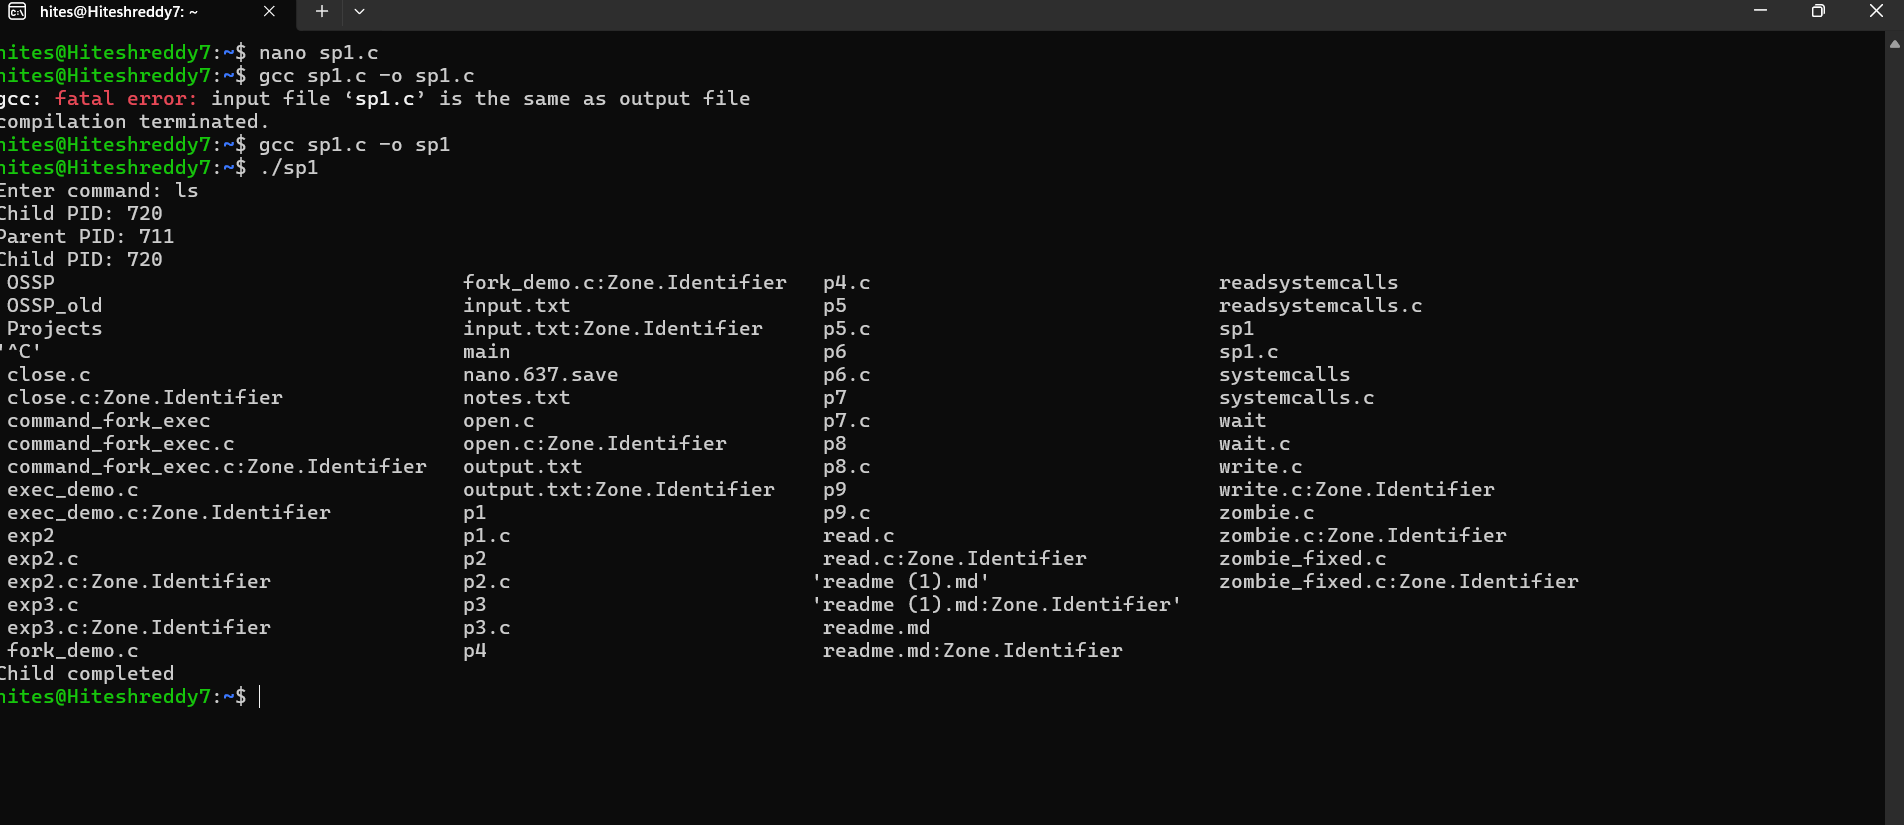 hites@Hiteshreddy7: ~
hites@Hiteshreddy7:~$ nano sp1.c
hites@Hiteshreddy7:~$ gcc sp1.c -o sp1.c
gcc: fatal error: input file ‘sp1.c’ is the same as output file
compilation terminated.
hites@Hiteshreddy7:~$ gcc sp1.c -o sp1
hites@Hiteshreddy7:~$ ./sp1
Enter command: ls
Child PID: 720
Parent PID: 711
Child PID: 720
OSSP fork_demo.c:Zone.Identifier p4.c readsystemcalls
OSSP_old input.txt p5 readsystemcalls.c
Projects input.txt:Zone.Identifier p5.c sp1
'^C' main p6 sp1.c
close.c nano.637.save p6.c systemcalls
close.c:Zone.Identifier notes.txt p7 systemcalls.c
command_fork_exec open.c p7.c wait
command_fork_exec.c open.c:Zone.Identifier p8 wait.c
command_fork_exec.c:Zone.Identifier output.txt p8.c write.c
exec_demo.c output.txt:Zone.Identifier p9 write.c:Zone.Identifier
exec_demo.c:Zone.Identifier p1 p9.c zombie.c
exp2 p1.c read.c zombie.c:Zone.Identifier
exp2.c p2 read.c:Zone.Identifier zombie_fixed.c
exp2.c:Zone.Identifier p2.c 'readme (1).md' zombie_fixed.c:Zone.Identifier
exp3.c p3 'readme (1).md:Zone.Identifier'
exp3.c:Zone.Identifier p3.c readme.md
fork_demo.c p4 readme.md:Zone.Identifier
Child completed
hites@Hiteshreddy7:~$